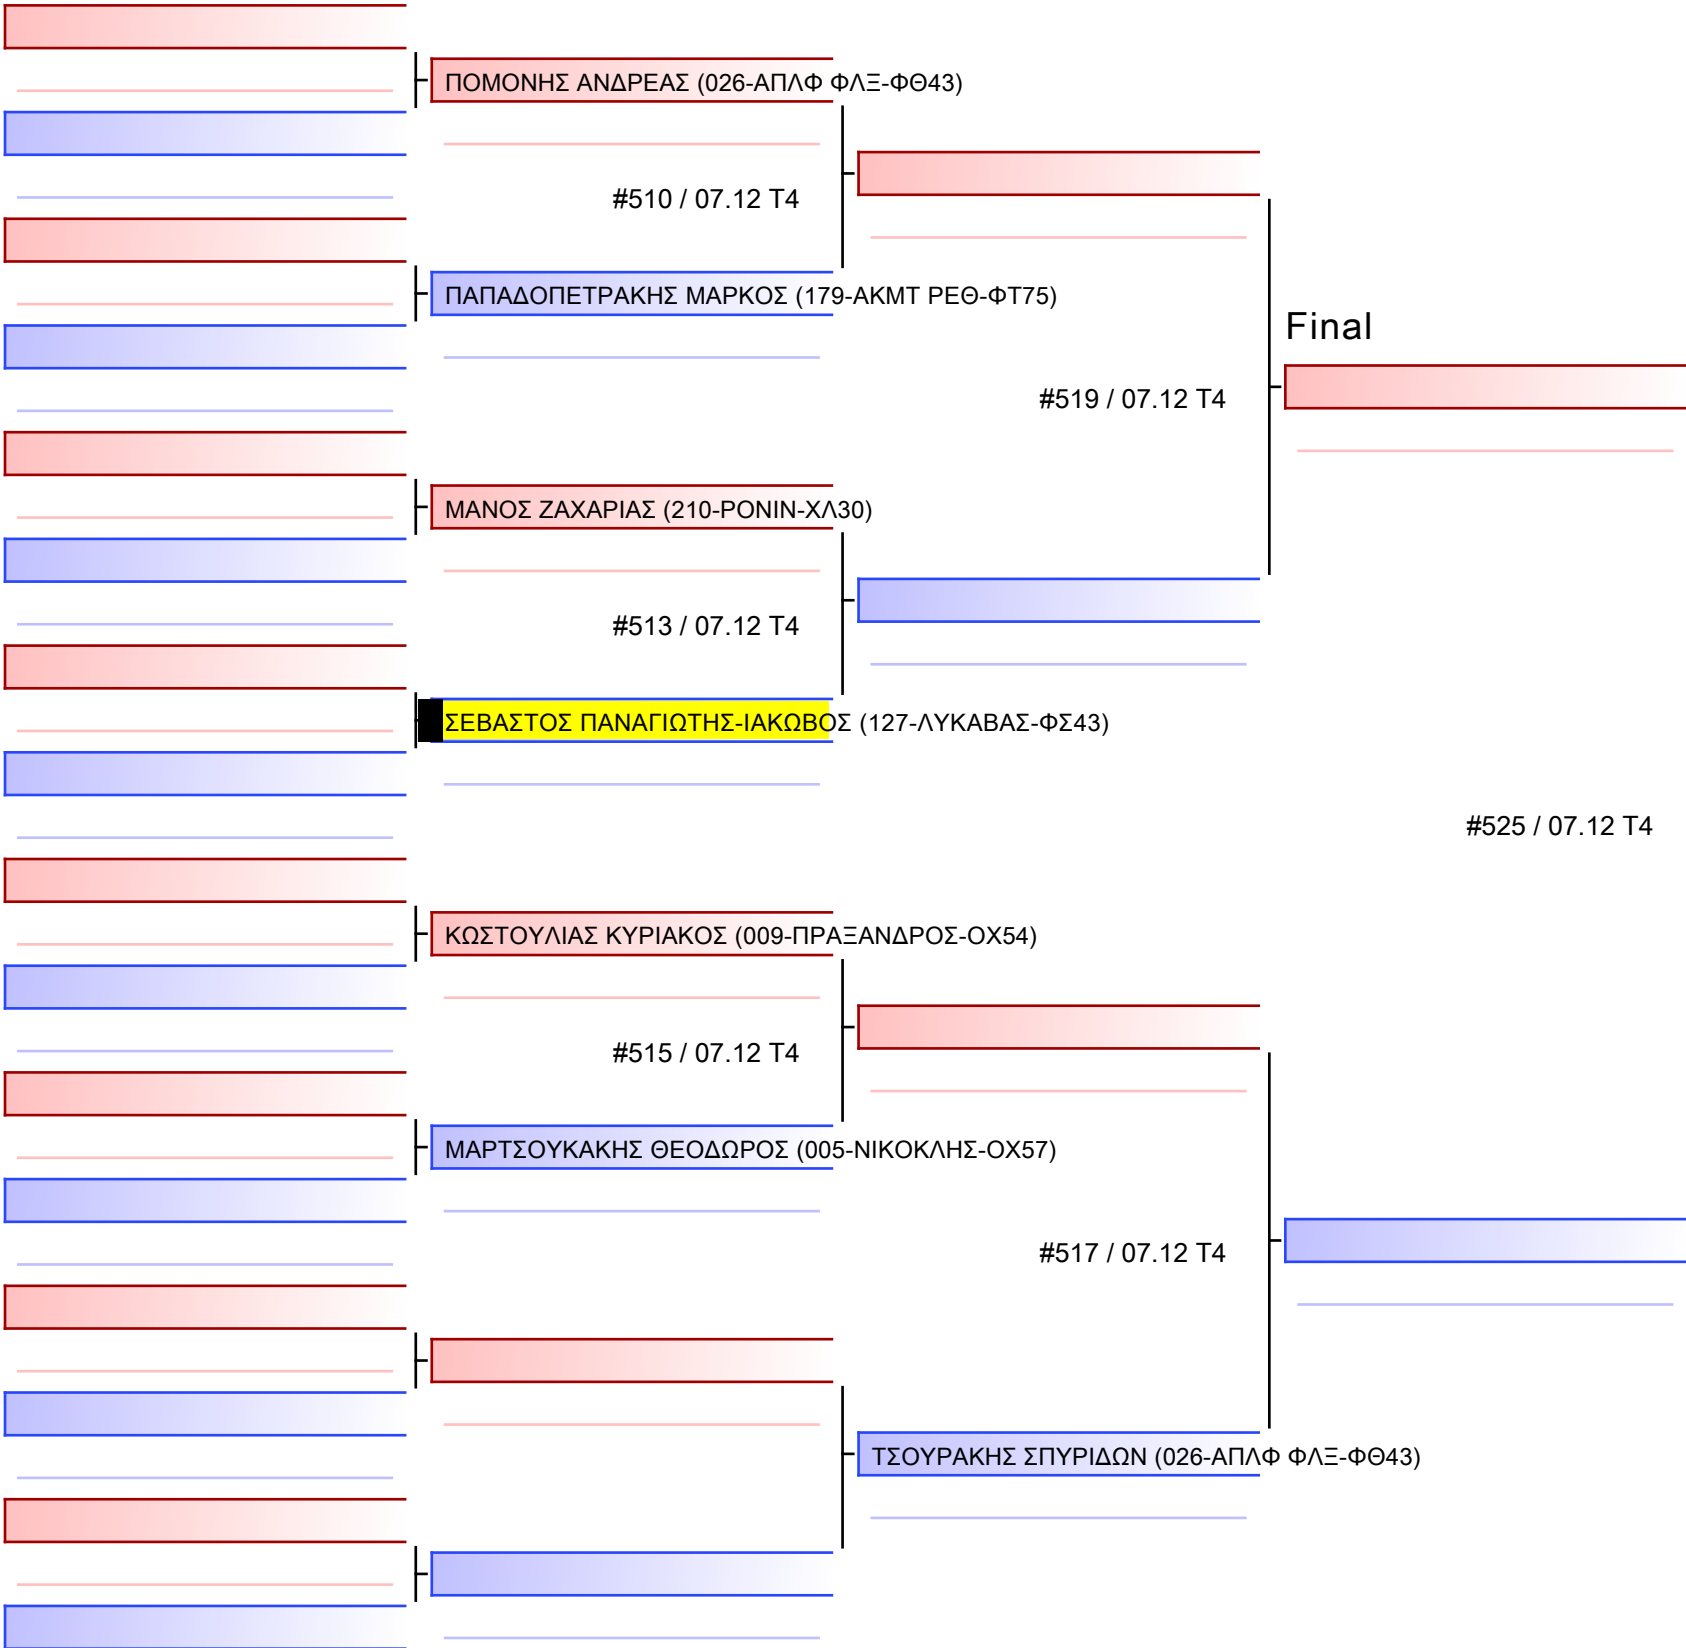 ΠΟΜΟΝΗΣ ΑΝΔΡΕΑΣ (026-ΑΠΛΦ ΦΛΞ-ΦΘ43)
#510 / 07.12 T4
ΠΑΠΑΔΟΠΕΤΡΑΚΗΣ ΜΑΡΚΟΣ (179-ΑΚΜΤ ΡΕΘ-ΦΤ75)
Final
#519 / 07.12 T4
ΜΑΝΟΣ ΖΑΧΑΡΙΑΣ (210-ΡΟΝΙΝ-ΧΛ30)
#513 / 07.12 T4
ΣΕΒΑΣΤΟΣ ΠΑΝΑΓΙΩΤΗΣ-ΙΑΚΩΒΟΣ (127-ΛΥΚΑΒΑΣ-ΦΣ43)
#525 / 07.12 T4
ΚΩΣΤΟΥΛΙΑΣ ΚΥΡΙΑΚΟΣ (009-ΠΡΑΞΑΝΔΡΟΣ-ΟΧ54)
#515 / 07.12 T4
ΜΑΡΤΣΟΥΚΑΚΗΣ ΘΕΟΔΩΡΟΣ (005-ΝΙΚΟΚΛΗΣ-ΟΧ57)
#517 / 07.12 T4
ΤΣΟΥΡΑΚΗΣ ΣΠΥΡΙΔΩΝ (026-ΑΠΛΦ ΦΛΞ-ΦΘ43)